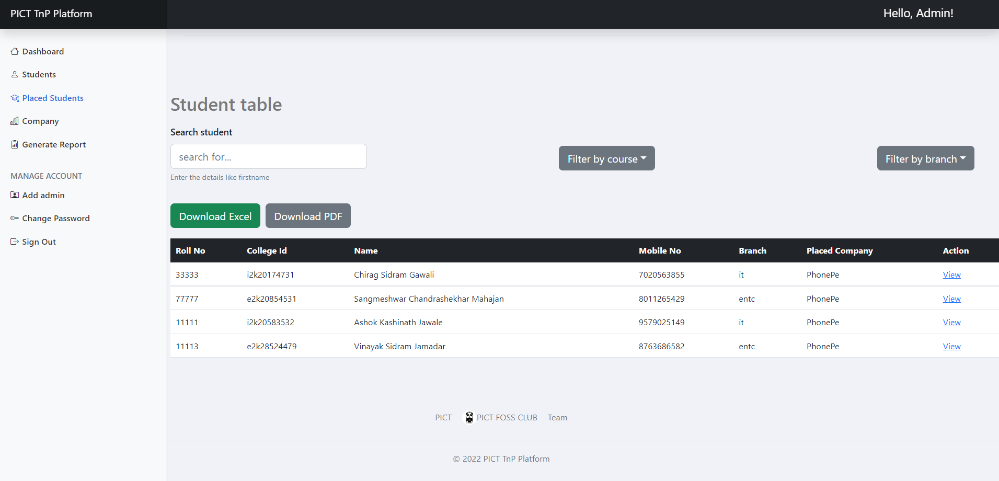 PICT TnP Platform
Hello, Admin!
Dashboard
Students
Placed Students
Company
Generate Report
MANAGE ACCOUNT
Add admin
Change Password
Sign Out
Student table
Search student
search for...
Filter by course
Filter by branch
Enter the details like firstname
Download Excel Download PDF
Roll No College Id Name Mobile No Branch Placed Company Action
33333 i2k20174731 Chirag Sidram Gawali 7020563855 it PhonePe View
77777 e2k20854531 Sangmeshwar Chandrashekhar Mahajan 8011265429 entc PhonePe View
11111 i2k20583532 Ashok Kashinath Jawale 9579025149 it PhonePe View
11113 e2k28524479 Vinayak Sidram Jamadar 8763686582 entc PhonePe View
PICT PICT FOSS CLUB Team
© 2022 PICT TnP Platform